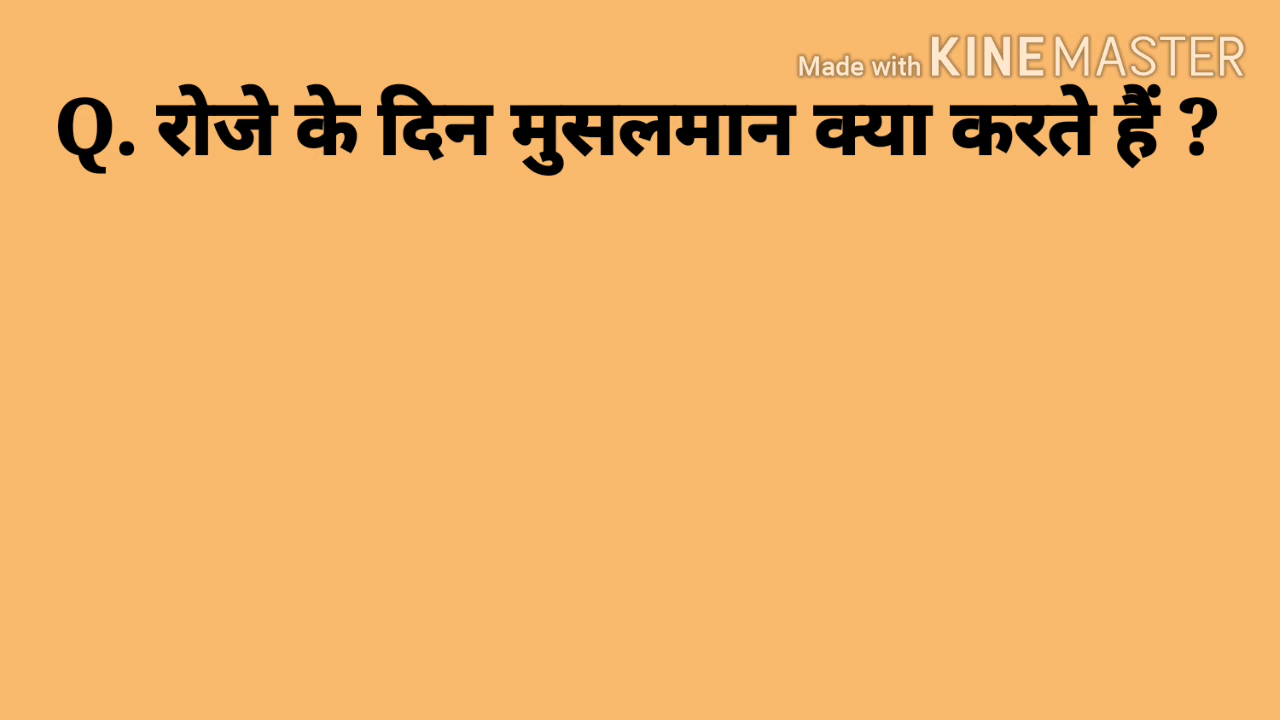 Made with KINEMASTER
Q. रोजे के दिन मुसलमान क्या करते हैं ?